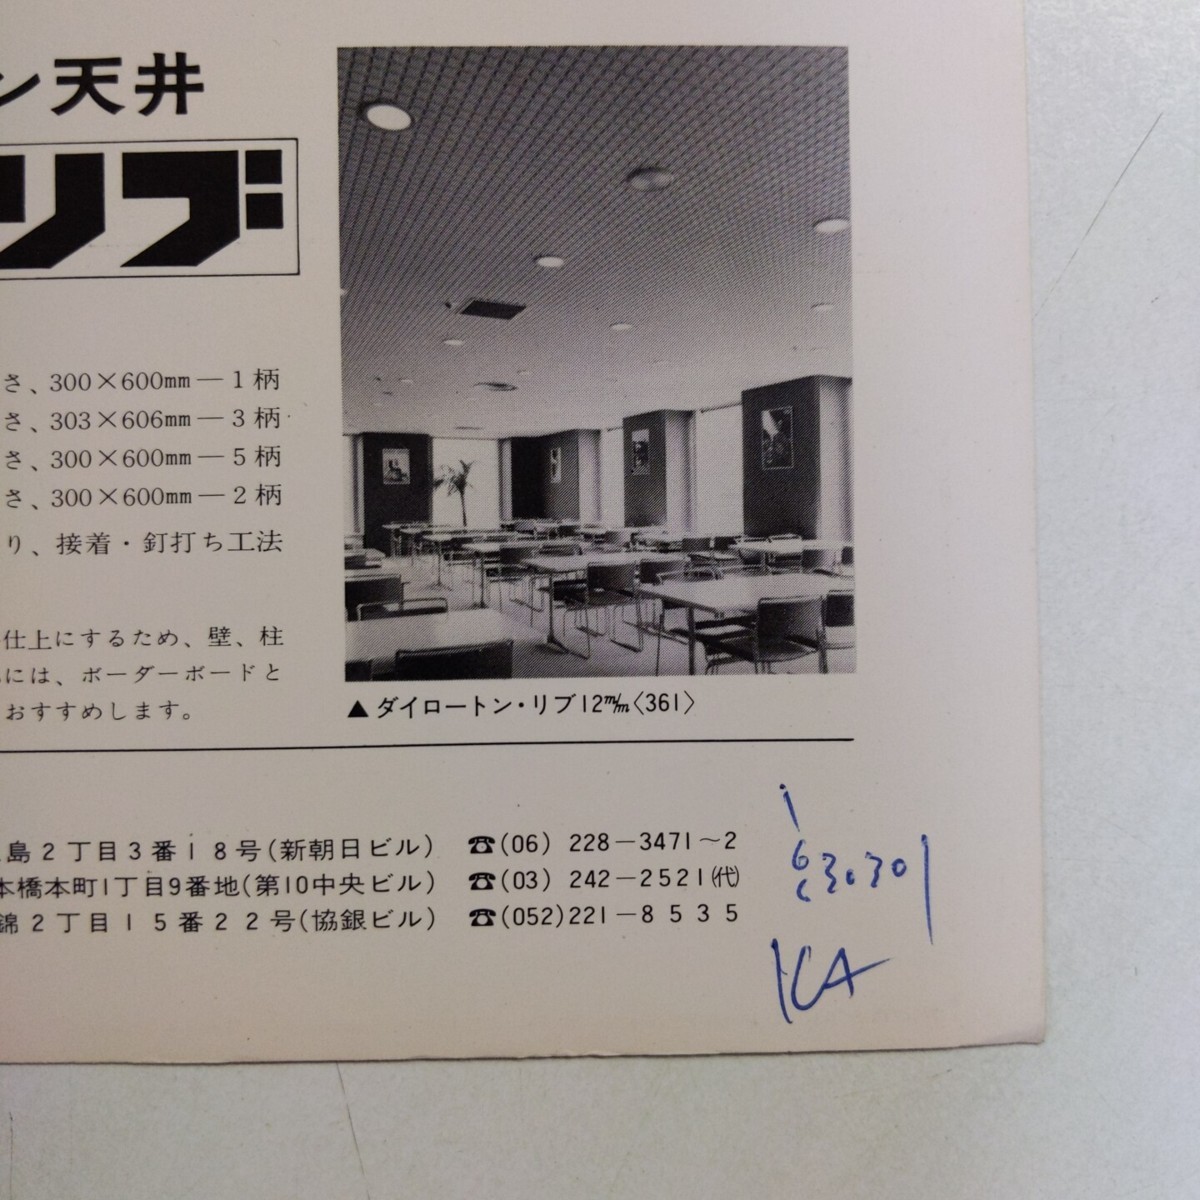 ン天井
リブ
さ、300×600mm—1柄
さ、303×606mm—3柄
さ、300×600mm—5柄
さ、300×600mm—2柄
り、接着・釘打ち工法
仕上にするため、壁、柱
には、ボーダーボードと
おすすめします。
▲ダイロートン・リブ12m/m〈361〉
島2丁目3番18号(新朝日ビル) ☎(06) 228-3471~2
本橋本町1丁目9番地(第10中央ビル) ☎(03) 242-2521(代)
錦2丁目15番22号(協銀ビル) ☎(052)221-8535